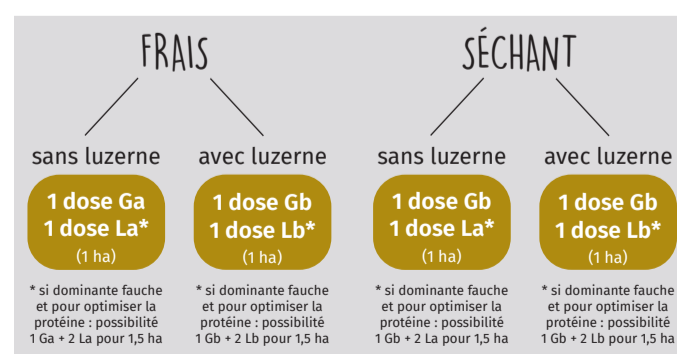 FRAIS
SÉCHANT
sans luzerne
avec luzerne
sans luzerne
avec luzerne
1 dose Ga
1 dose La*
(1 ha)
1 dose Gb
1 dose Lb*
(1 ha)
1 dose Gb
1 dose La*
(1 ha)
1 dose Gb
1 dose Lb*
(1 ha)
* si dominante fauche
et pour optimiser la
protéine : possibilité
1 Ga + 2 La pour 1,5 ha
* si dominante fauche
et pour optimiser la
protéine : possibilité
1 Gb + 2 Lb pour 1,5 ha
* si dominante fauche
et pour optimiser la
protéine : possibilité
1 Gb + 2 La pour 1,5 ha
* si dominante fauche
et pour optimiser la
protéine : possibilité
1 Gb + 2 Lb pour 1,5 ha